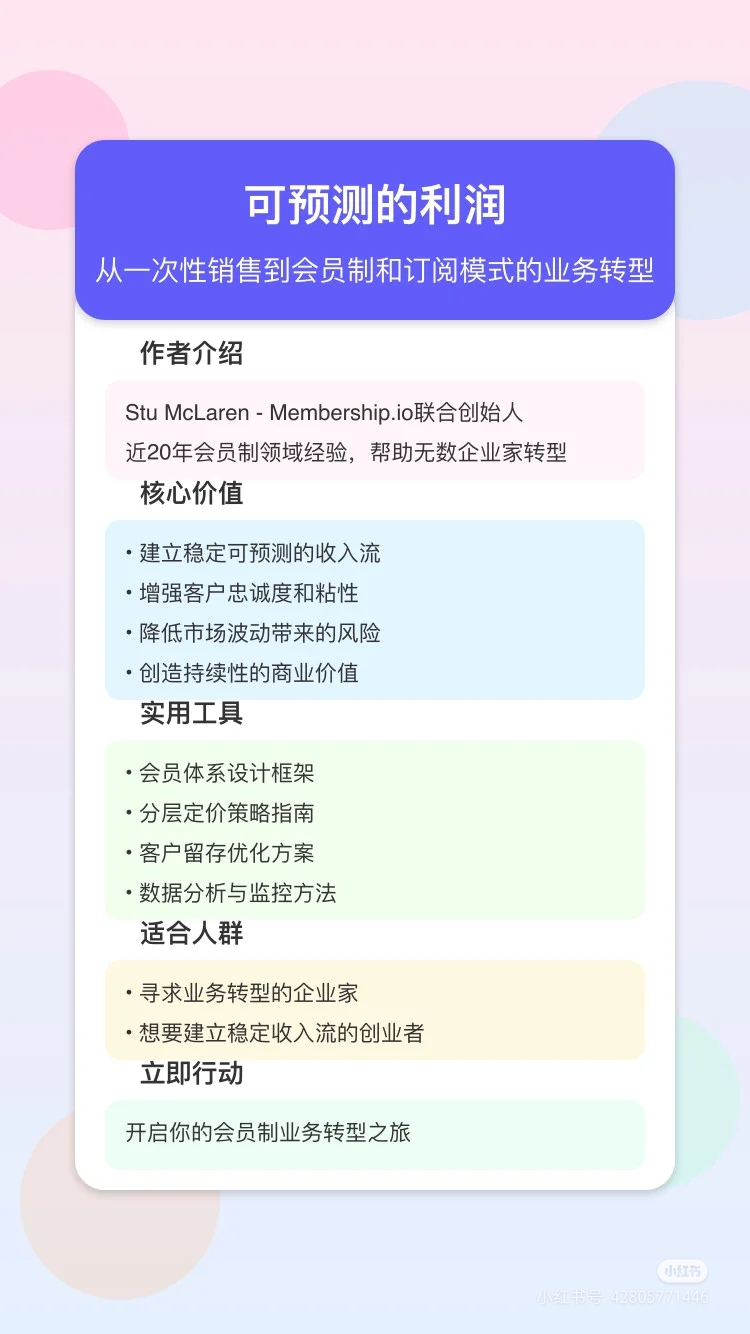 可预测的利润
从一次性销售到会员制和订阅模式的业务转型
作者介绍
Stu McLaren - Membership.io联合创始人
近20年会员制领域经验，帮助无数企业家转型
核心价值
• 建立稳定可预测的收入流
• 增强客户忠诚度和粘性
• 降低市场波动带来的风险
• 创造持续性的商业价值
实用工具
• 会员体系设计框架
• 分层定价策略指南
• 客户留存优化方案
• 数据分析与监控方法
适合人群
• 寻求业务转型的企业家
• 想要建立稳定收入流的创业者
立即行动
开启你的会员制业务转型之旅
小红书
小红书号: 42805771446